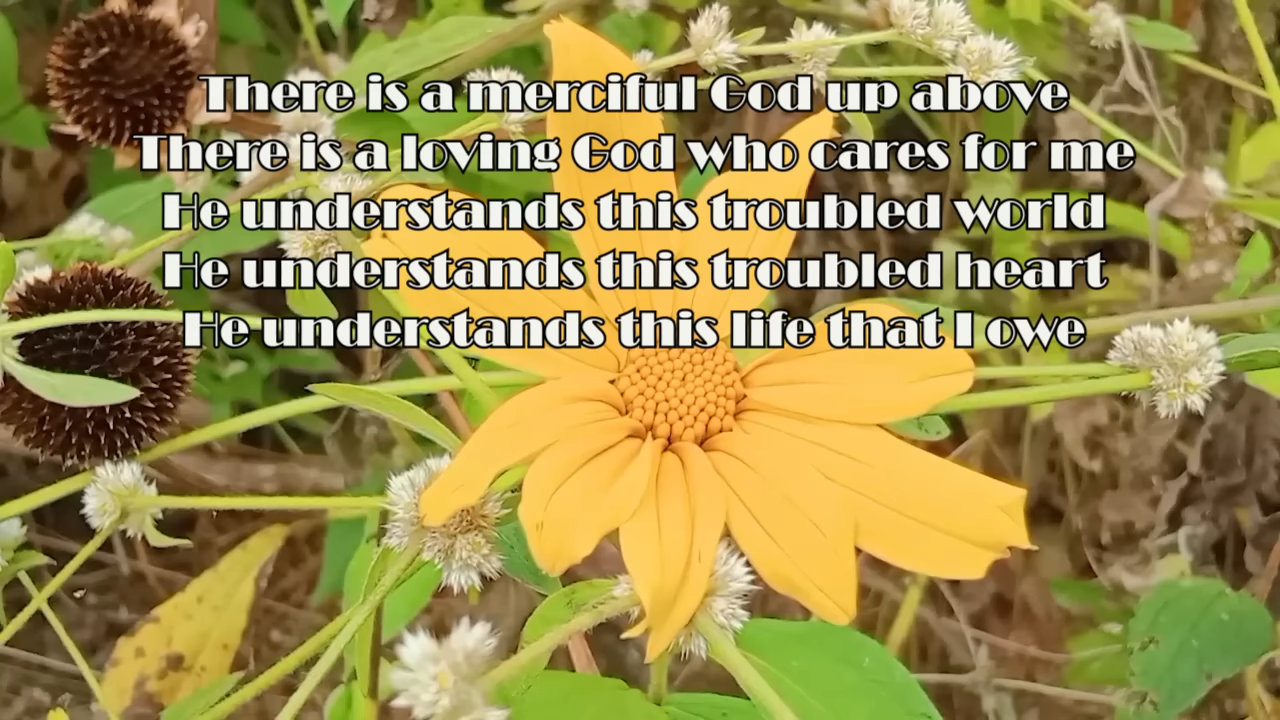 There is a merciful God up above
There is a loving God who cares for me
He understands this troubled world
He understands this troubled heart
He understands this life that I owe